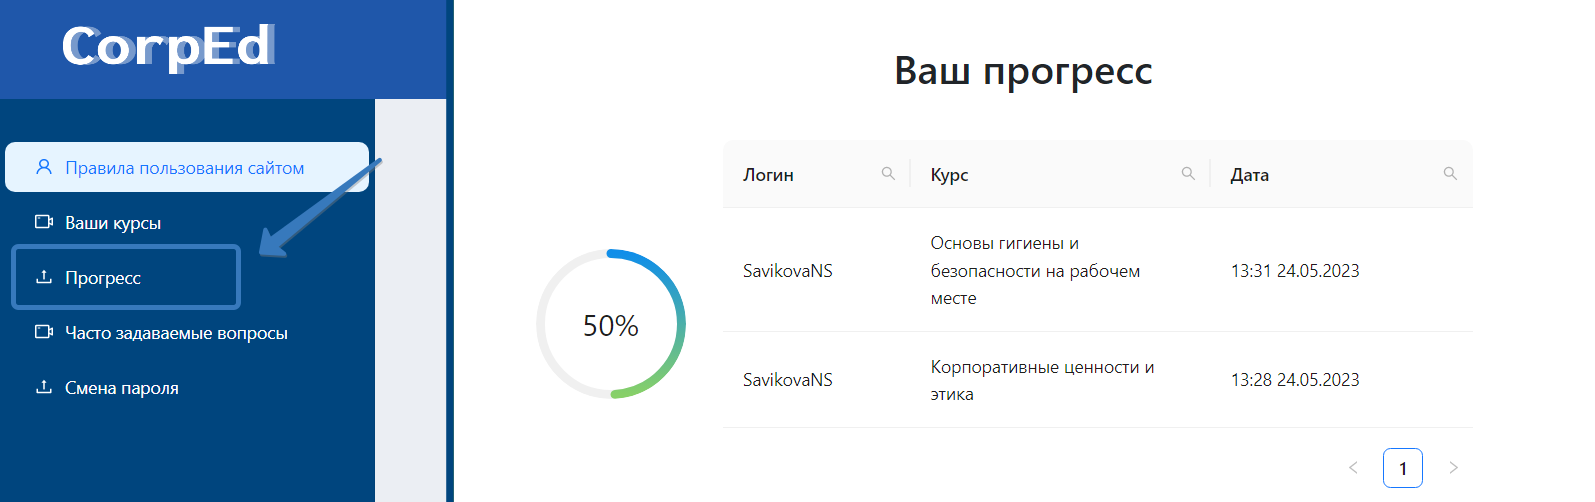 CorpEd
Правила пользования сайтом
Ваши курсы
Прогресс
Часто задаваемые вопросы
Смена пароля
Ваш прогресс
50%
Логин Курс Дата
SavikovaNS
Основы гигиены и
безопасности на рабочем
месте
13:31 24.05.2023
SavikovaNS
Корпоративные ценности и
этика
13:28 24.05.2023
1